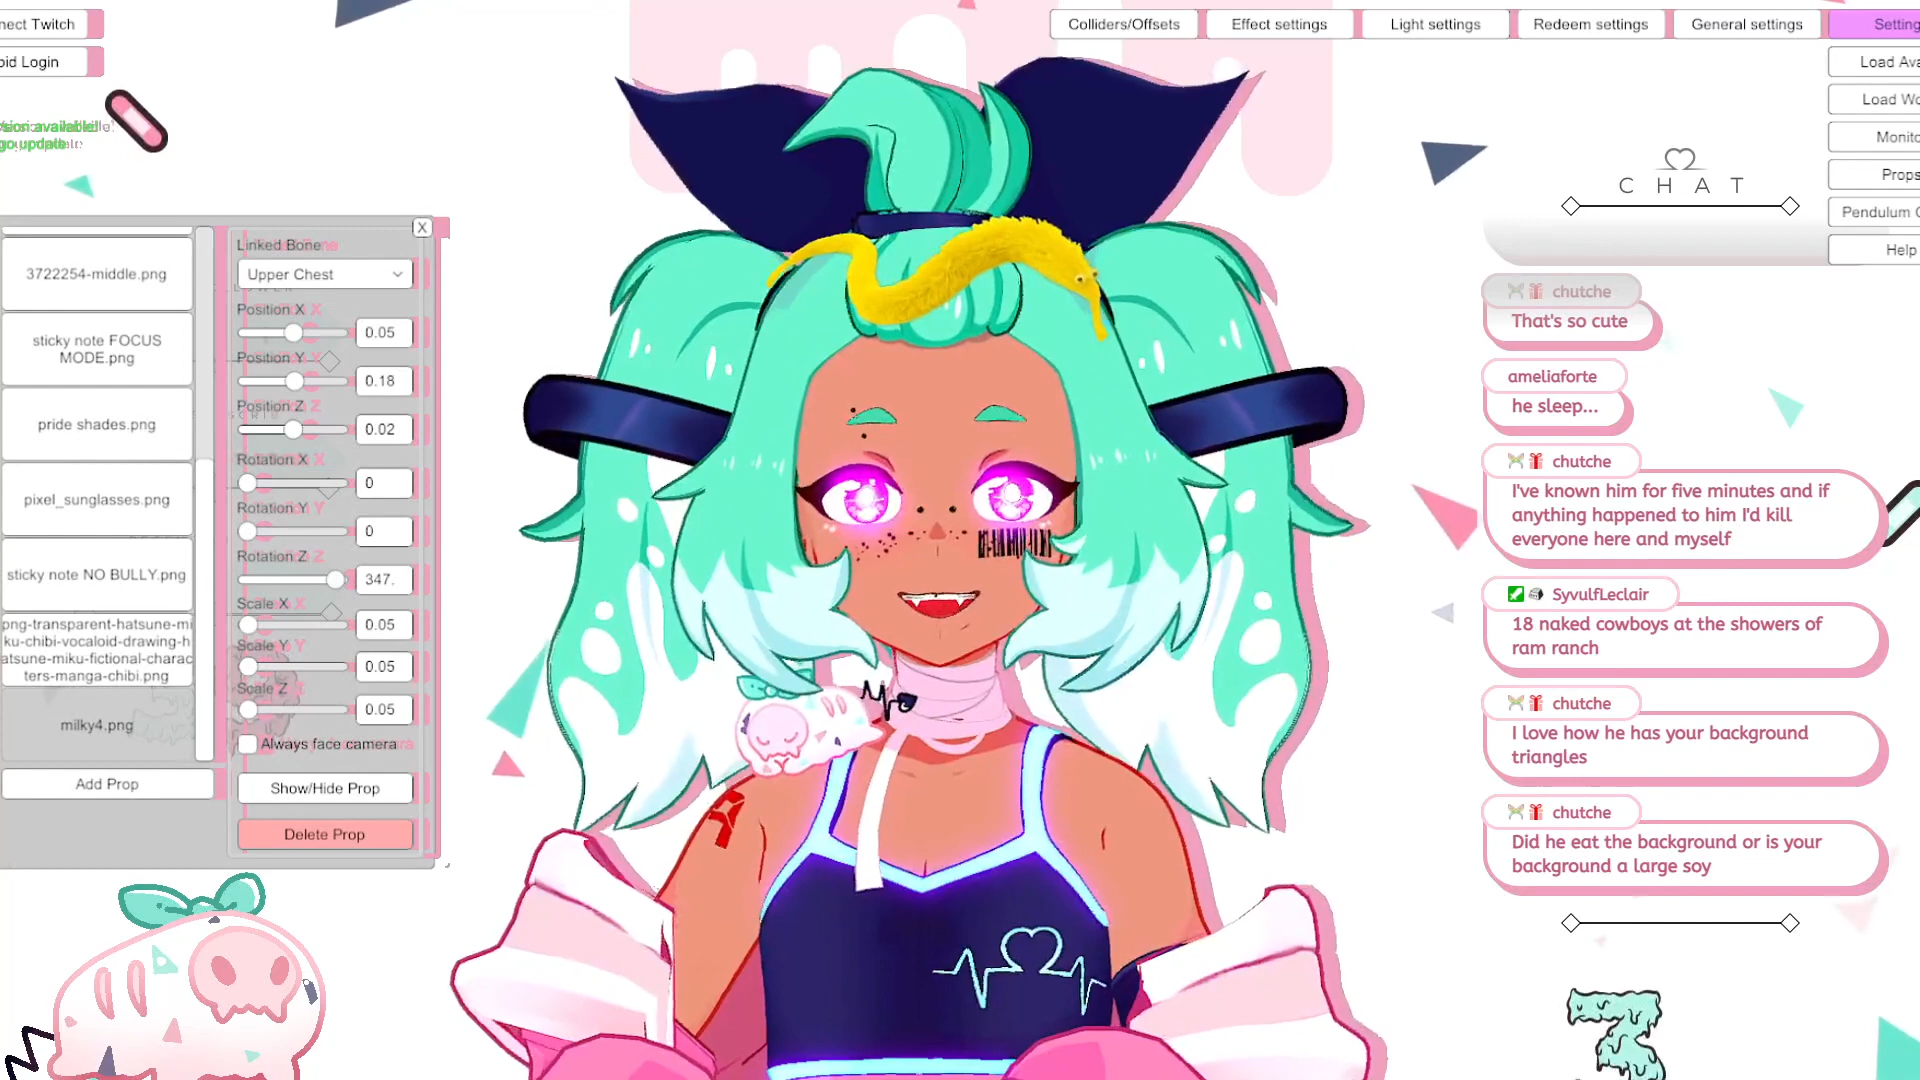 nect Twitch
oid Login
Colliders/Offsets
Effect settings
Light settings
Redeem settings
General settings
Setting
Load Ava
Load Wo
Monito
Props
Pendulum C
Help
sion available!
go update
X
3722254-middle.png
sticky note FOCUS
MODE.png
pride shades.png
pixel_sunglasses.png
sticky note NO BULLY.png
png-transparent-hatsune-mi
ku-chibi-vocaloid-drawing-h
atsune-miku-fictional-charac
ters-manga-chibi.png
milky4.png
Add Prop
Linked Bone
Upper Chest
Position X
0.05
Position Y
0.18
Position Z
0.02
Rotation X
0
Rotation Y
0
Rotation Z
347.
Scale X
0.05
Scale Y
0.05
Scale Z
0.05
Always face camera
Show/Hide Prop
Delete Prop
CHAT
chutche
That's so cute
ameliaforte
he sleep...
chutche
I've known him for five minutes and if
anything happened to him I'd kill
everyone here and myself
SyvulfLeclair
18 naked cowboys at the showers of
ram ranch
chutche
I love how he has your background
triangles
chutche
Did he eat the background or is your
background a large soy